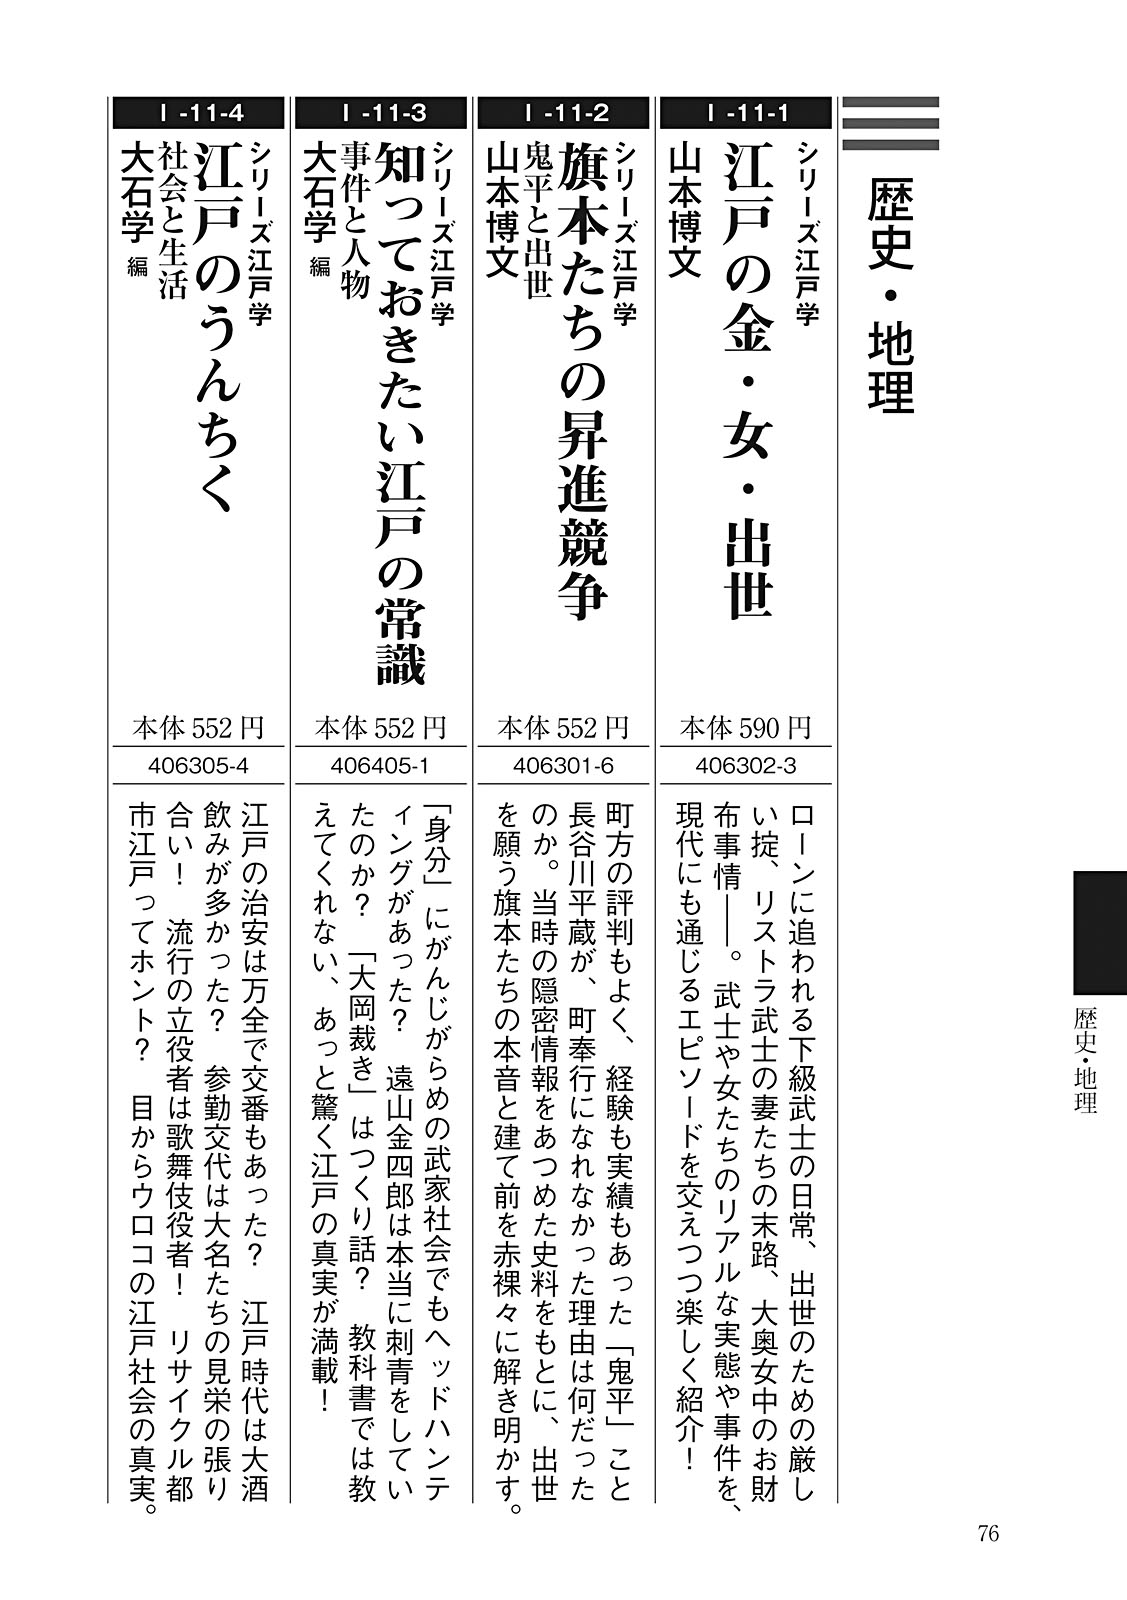 歴史・地理
I-11-1
シリーズ江戸学
江戸の金・女・出世
山本博文
本体590円
406302-3
ローンに追われる下級武士の日常、出世のための厳し
い掟、リストラ武士の妻たちの末路、大奥女中のお財
布事情――。武士や女たちのリアルな実態や事件を、
現代にも通じるエピソードを交えつつ楽しく紹介！
I-11-2
シリーズ江戸学
旗本たちの昇進競争
鬼平と出世
山本博文
本体552円
406301-6
町方の評判もよく、経験も実績もあった「鬼平」こと
長谷川平蔵が、町奉行になれなかった理由は何だった
のか。当時の隠密情報をあつめた史料をもとに、出世
を願う旗本たちの本音と建て前を赤裸々に解き明かす。
I-11-3
シリーズ江戸学
知っておきたい江戸の常識
事件と人物
大石学 編
本体552円
406405-1
「身分」にがんじがらめの武家社会でもヘッドハンテ
ィングがあった？　遠山金四郎は本当に刺青をしてい
たのか？　「大岡裁き」はつくり話？　教科書では教
えてくれない、あっと驚く江戸の真実が満載！
I-11-4
シリーズ江戸学
江戸のうんちく
社会と生活
大石学 編
本体552円
406305-4
江戸の治安は万全で交番もあった？　江戸時代は大酒
飲みが多かった？　参勤交代は大名たちの見栄の張り
合い！　流行の立役者は歌舞伎役者！　リサイクル都
市江戸ってホント？　目からウロコの江戸社会の真実。
歴史・地理
76